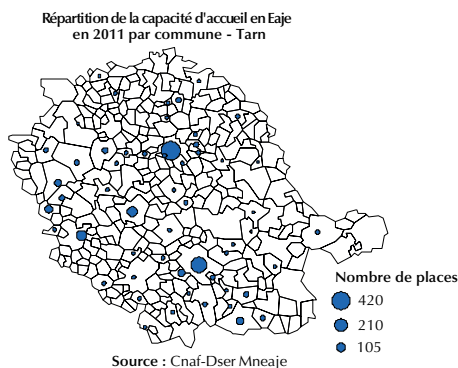 Répartition de la capacité d'accueil en Eaje
en 2011 par commune - Tarn
Nombre de places
420
210
105
Source : Cnaf-Dser Mneaje